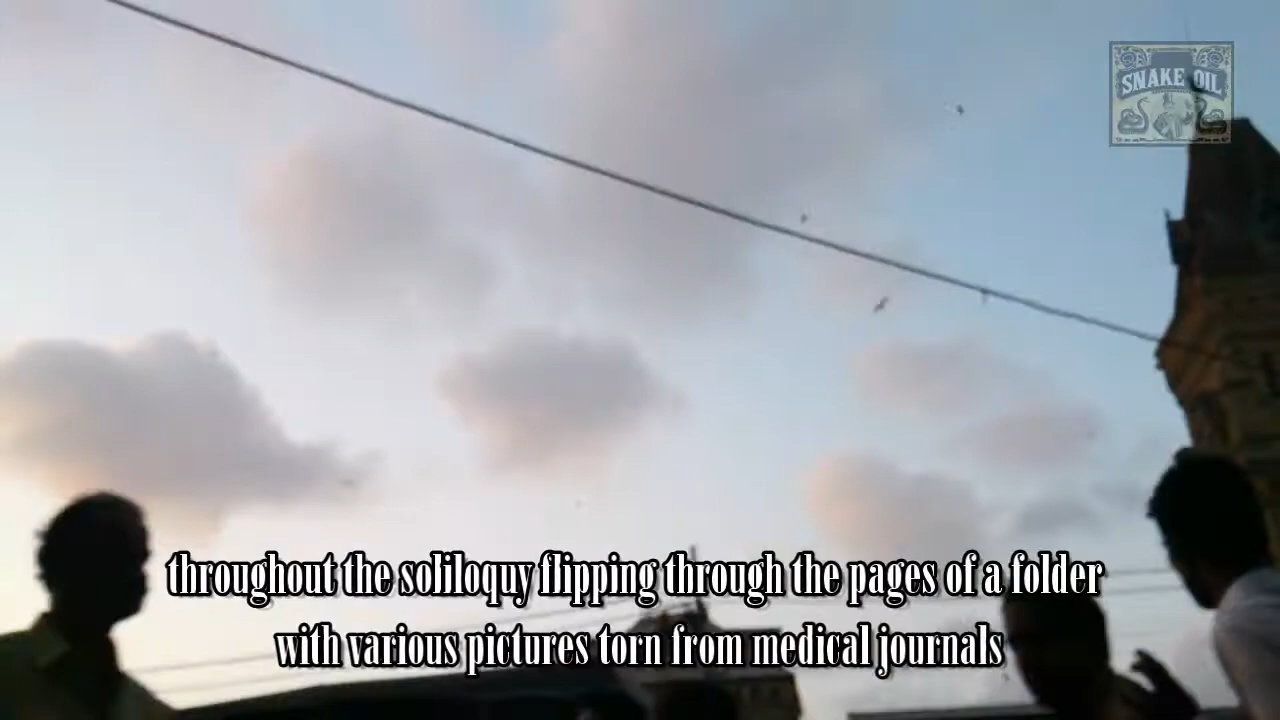 SNAKE OIL
throughout the soliloquy flipping through the pages of a folder
with various pictures torn from medical journals